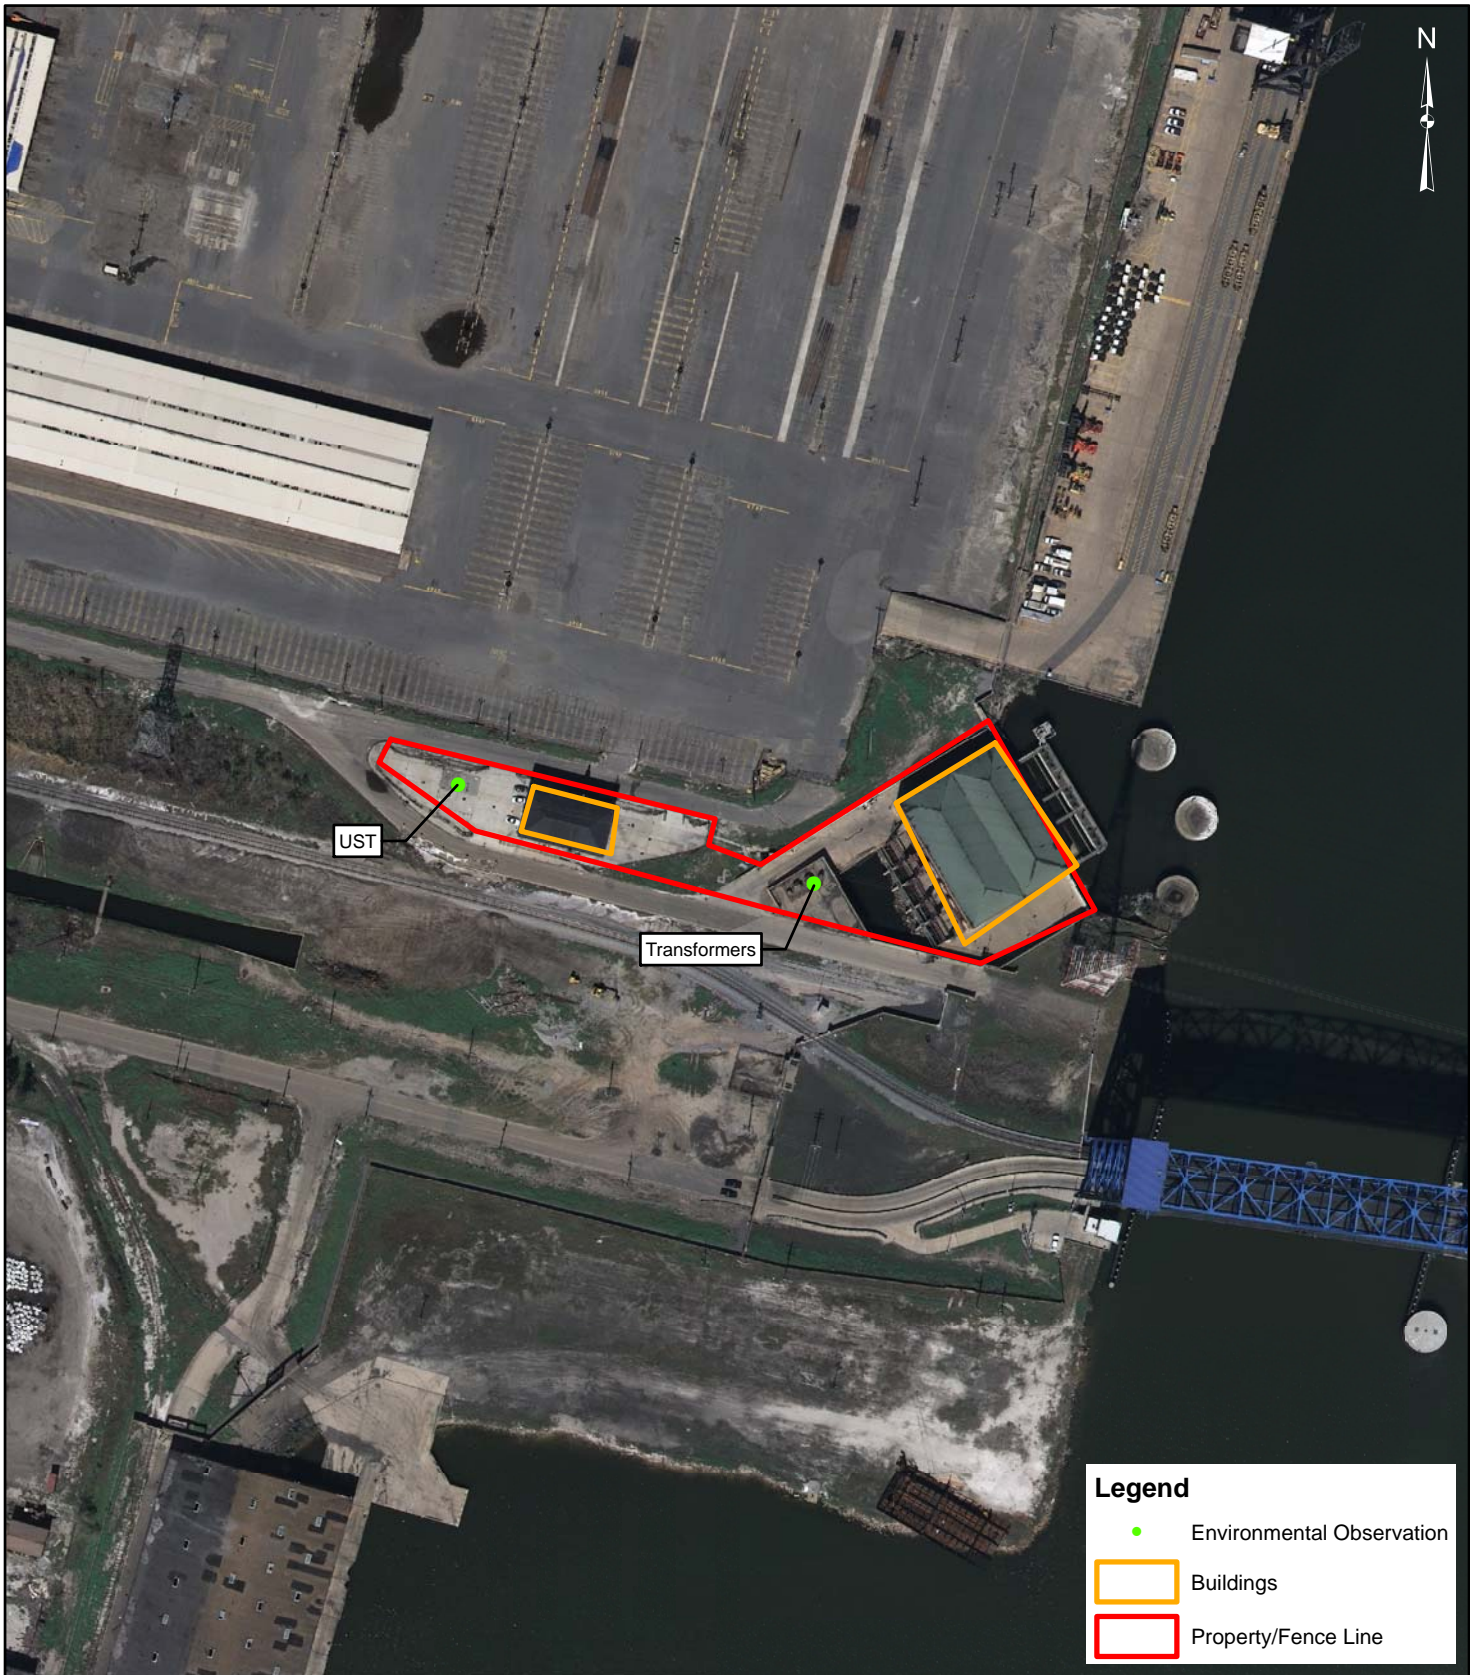 N
UST
Transformers
Legend
Environmental Observation
Buildings
Property/Fence Line